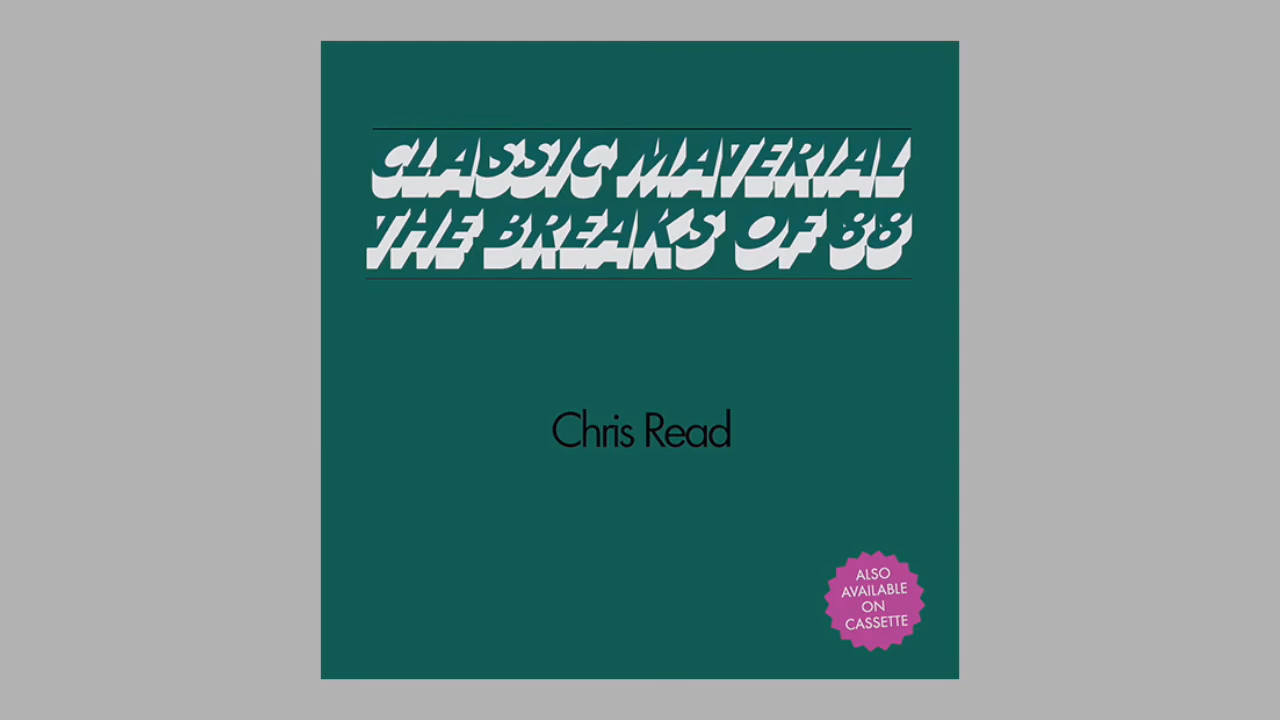 CLASSIC MATERIAL
THE BREAKS OF 88
Chris Read
ALSO
AVAILABLE
ON
CASSETTE